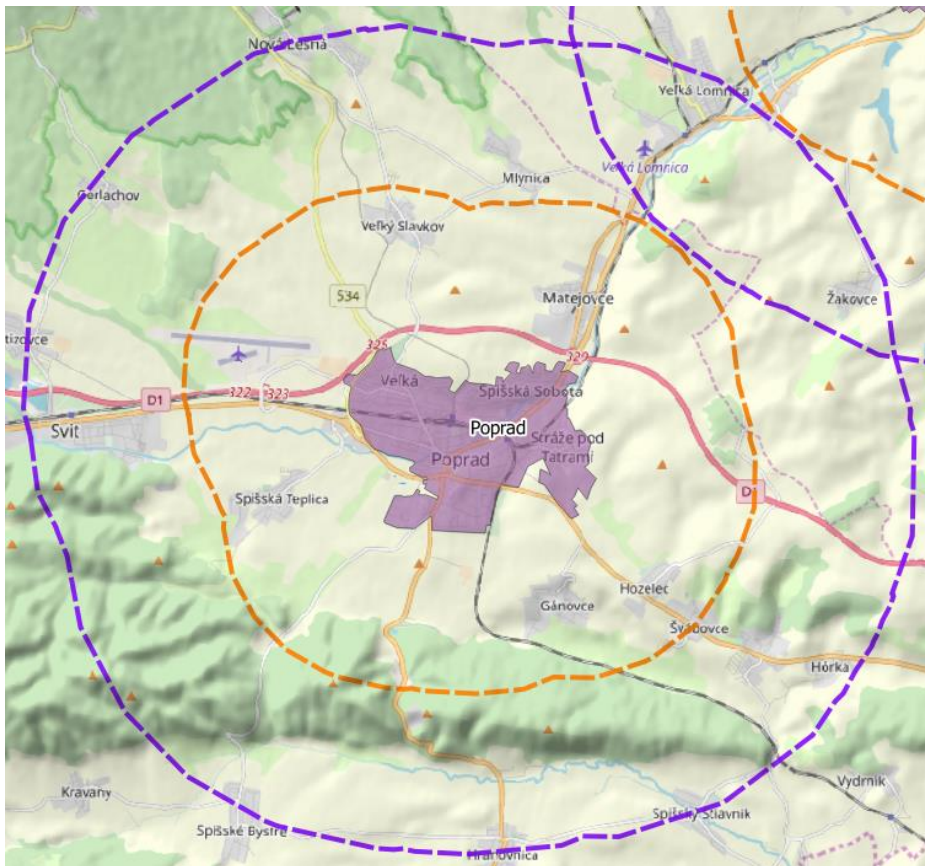 Nová Lesná
Veľká Lomnica
Veľká Lomnica
Mlynica
Gerlachov
Veľký Slavkov
534
Matejovce
Žakovce
tizovce
325
329
D1
322
323
Veľká
Spišská Sobota
Svit
Poprad
Poprad
Stráže pod
Tatrami
Spišská Teplica
D1
Hozelec
Gánovce
Švábovce
Hôrka
Kravany
Vydrník
Spišský Štiavnik
Spišské Bystré
Hranovnica